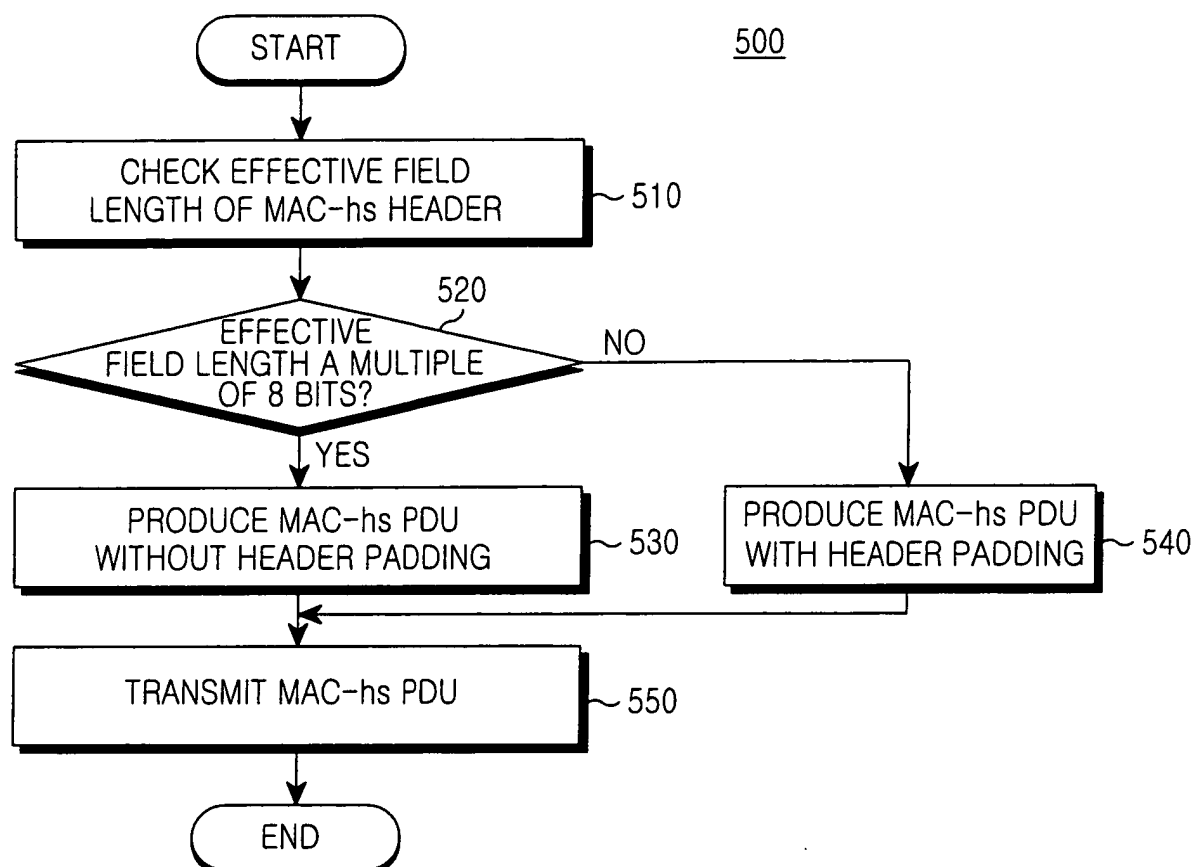 START
500
CHECK EFFECTIVE FIELD
LENGTH OF MAC-hs HEADER
510
520
EFFECTIVE
FIELD LENGTH A MULTIPLE
OF 8 BITS?
NO
YES
PRODUCE MAC-hs PDU
WITHOUT HEADER PADDING
530
PRODUCE MAC-hs PDU
WITH HEADER PADDING
540
TRANSMIT MAC-hs PDU
550
END